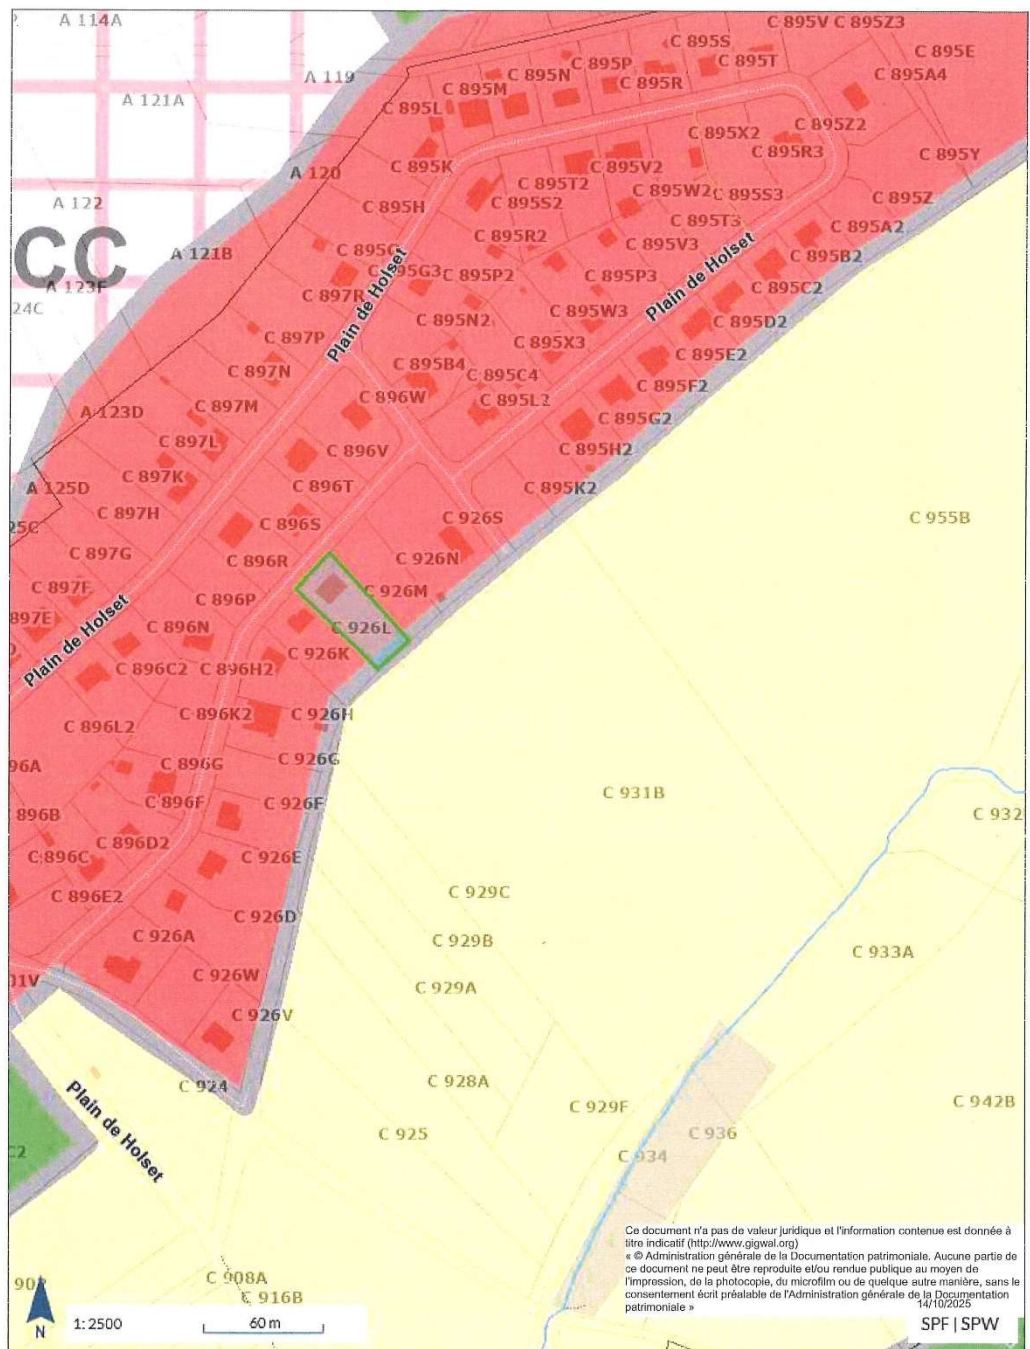 A 114A
C 895V C 895Z3
C 895S
C 895E
C 895P
C 895T
A 119
C 895N
C 895R
C 895A4
C 895M
A 121A
C 895L
C 895Z2
C 895X2
C 895R3
C 895K
C 895V2
C 895Y
A 120
C 895T2
C 895W2
C 895S3
C 895Z
A 122
C 895H
C 895S2
C 895T3
C 895A2
C 895R2
CC
A 121B
C 895V3
C 895B2
C 895G3
C 895P2
C 895P3
A 123F
C 897R
Plain de Holset
Plain de Holset
C 895C2
24C
C 895N2
C 895W3
C 895D2
C 897P
C 895X3
C 895E2
C 897N
C 895B4
C 895C4
C 896W
C 895L2
C 895F2
A 123D
C 897M
C 895G2
C 897L
C 896V
C 895H2
C 897K
A 125D
C 896T
C 895K2
C 897H
C 926S
C 955B
25C
C 896S
C 897G
C 896R
C 926N
C 897F
C 926M
C 896P
897E
Plain de Holset
C 896N
C 926L
C 926K
C 896C2
C 896H2
C 896K2
C 926H
C 896L2
C 926G
96A
C 896G
C 931B
C 896F
C 926F
896B
C 932
C 896D2
C 896C
C 926E
C 896E2
C 929C
C 926D
C 926A
C 929B
C 933A
01V
C 926W
C 929A
C 926V
C 928A
C 924
Plain de Holset
C 929F
C 942B
C 925
C 936
C2
C 934
Ce document n'a pas de valeur juridique et l'information contenue est donnée à
titre indicatif (http://www.gigwal.org)
« © Administration générale de la Documentation patrimoniale. Aucune partie de
ce document ne peut être reproduite et/ou rendue publique au moyen de
l'impression, de la photocopie, du microfilm ou de quelque autre manière, sans le
consentement écrit préalable de l'Administration générale de la Documentation
patrimoniale »
14/10/2025
C 908A
C 916B
N
1: 2500
60 m
SPF | SPW